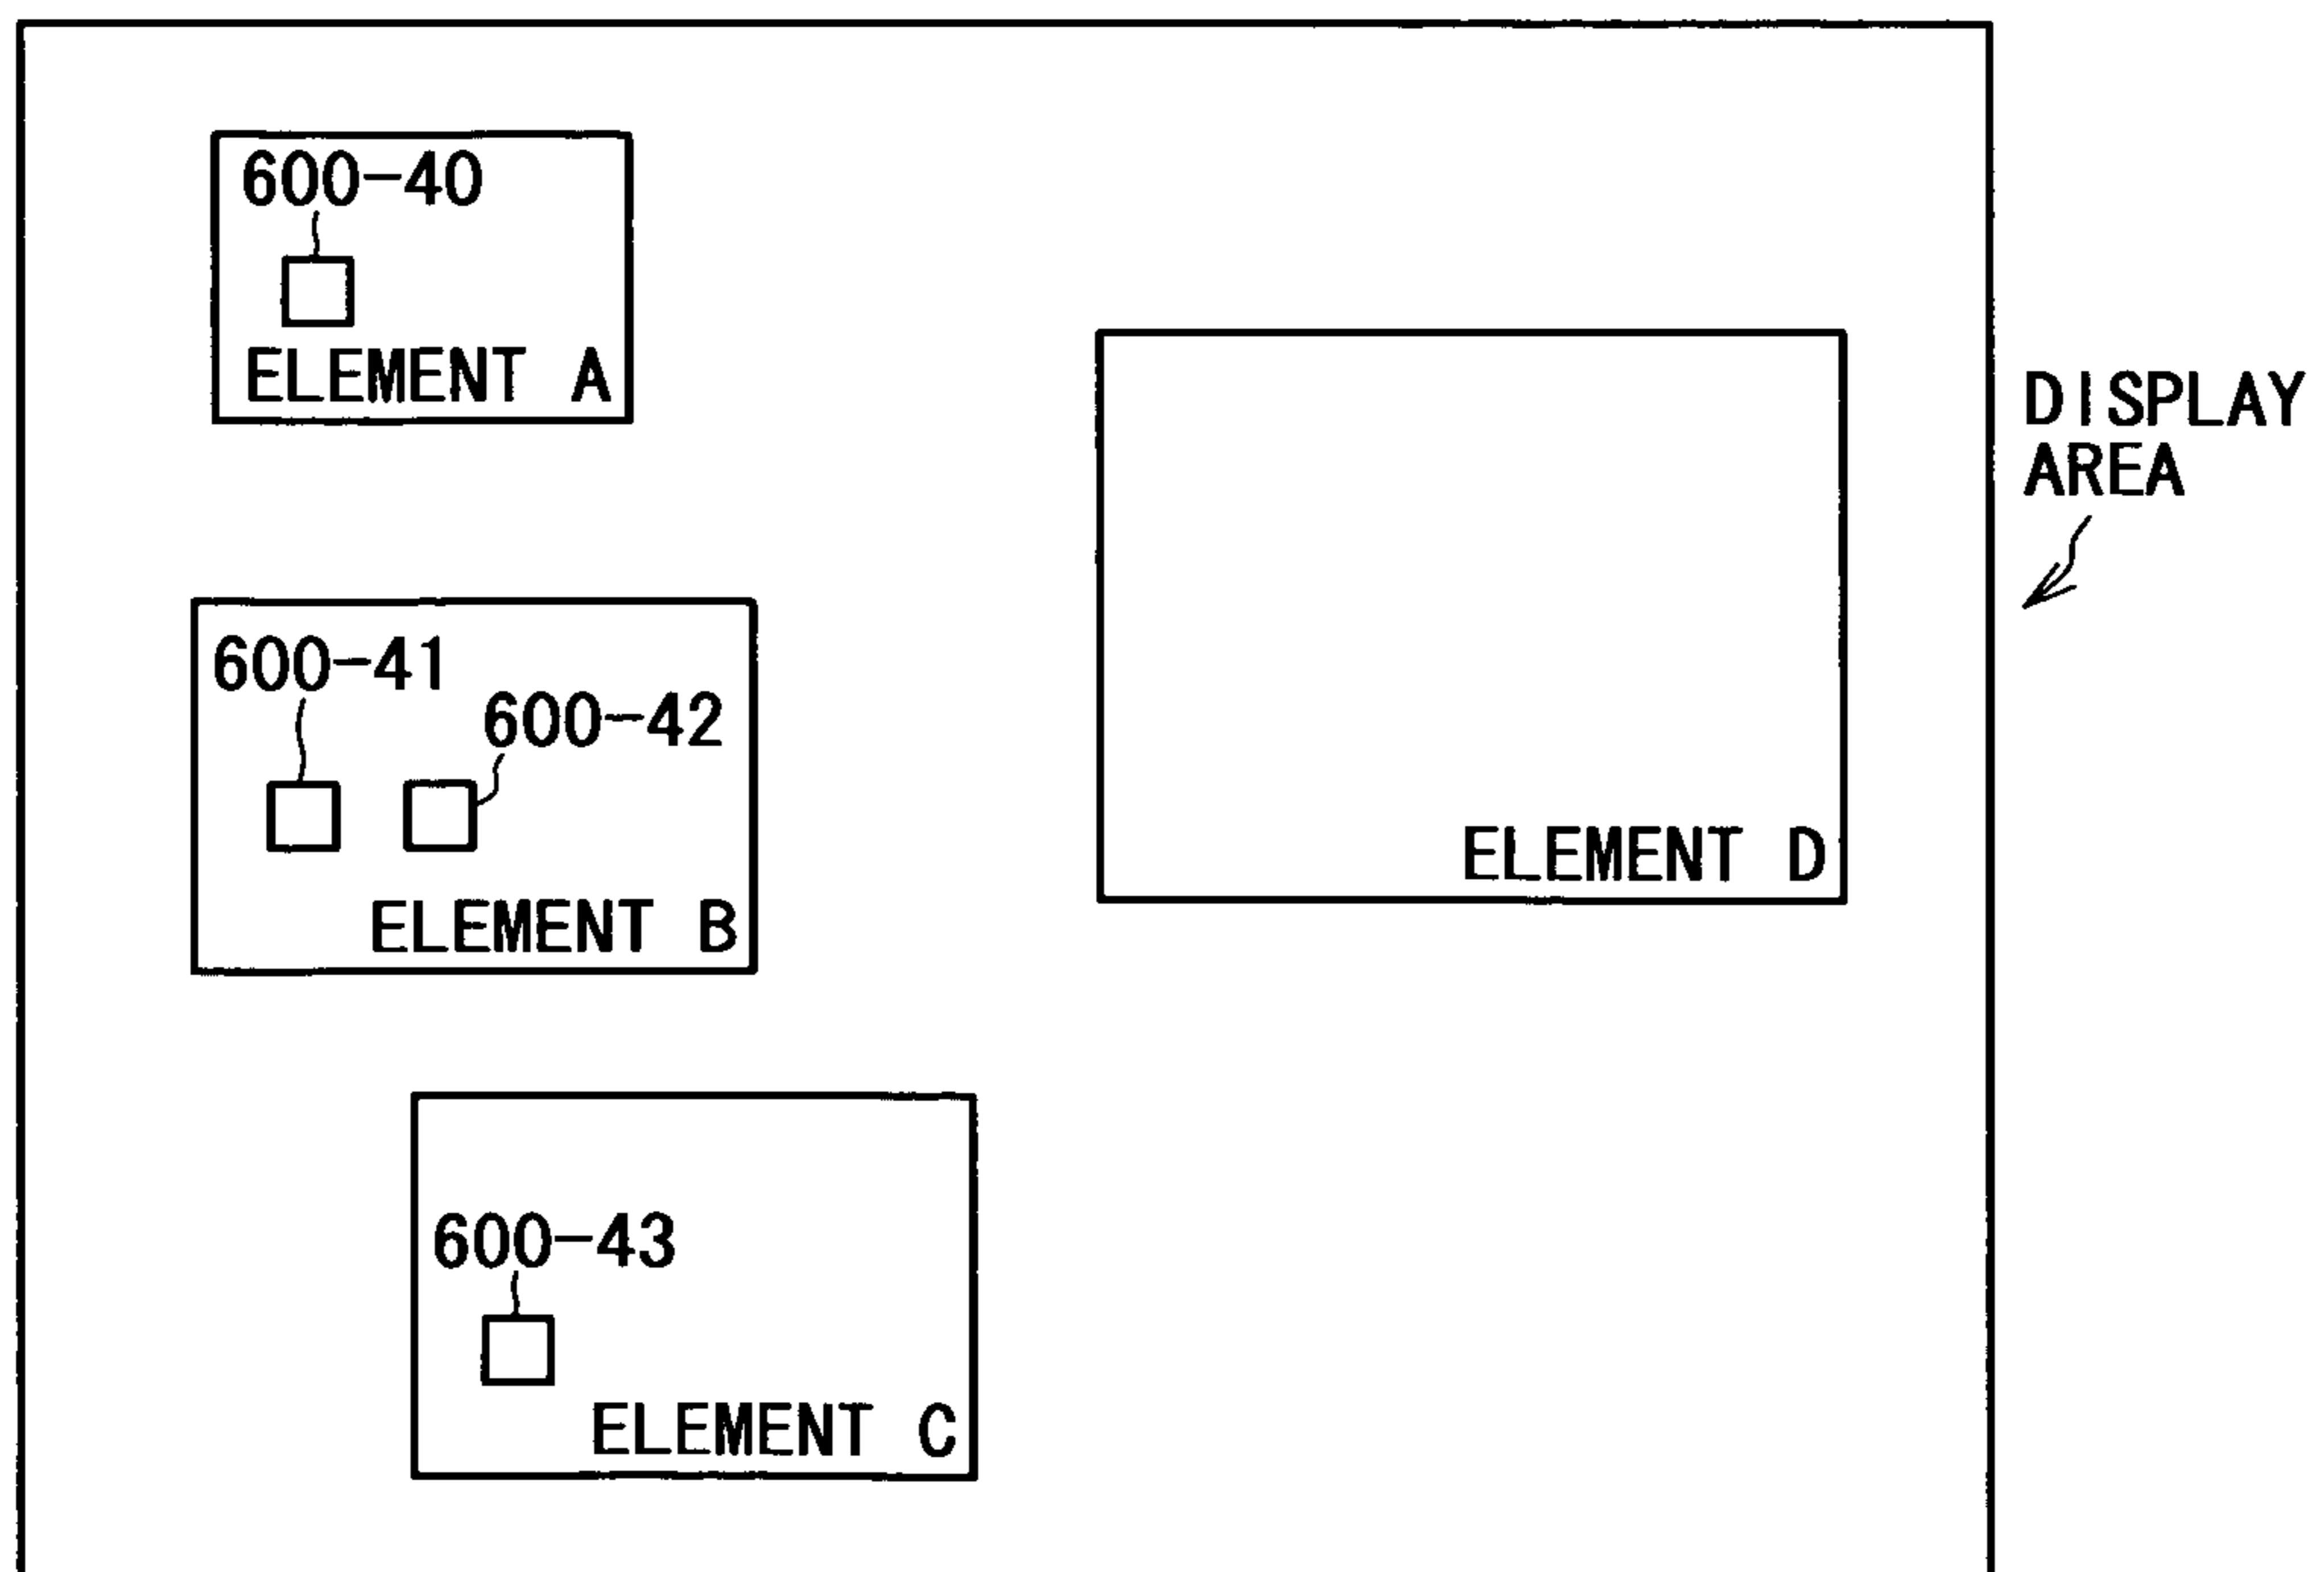 600-40
ELEMENT A
DISPLAY
AREA
600-41
600-42
ELEMENT D
ELEMENT B
600-43
ELEMENT C